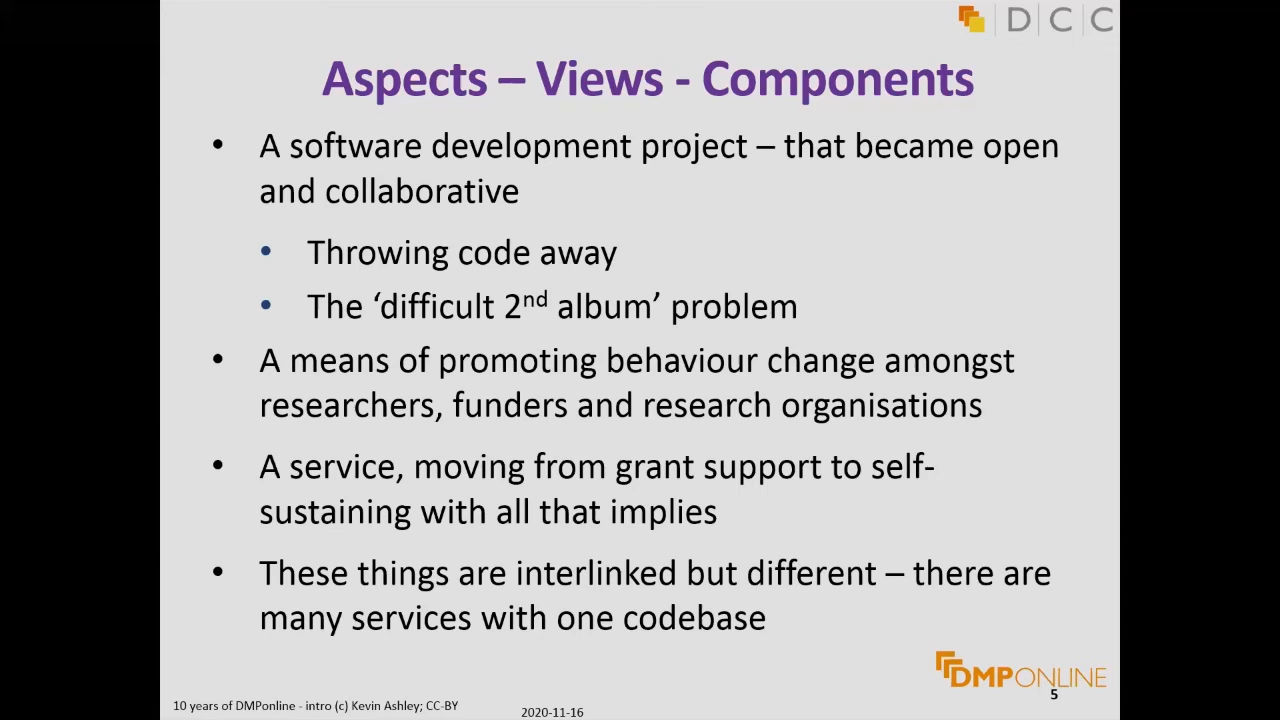 D C C
Aspects – Views - Components
• A software development project – that became open
and collaborative
• Throwing code away
• The ‘difficult 2nd album’ problem
• A means of promoting behaviour change amongst
researchers, funders and research organisations
• A service, moving from grant support to self-
sustaining with all that implies
• These things are interlinked but different – there are
many services with one codebase
DMPONLINE
5
10 years of DMPonline - intro (c) Kevin Ashley; CC-BY
2020-11-16